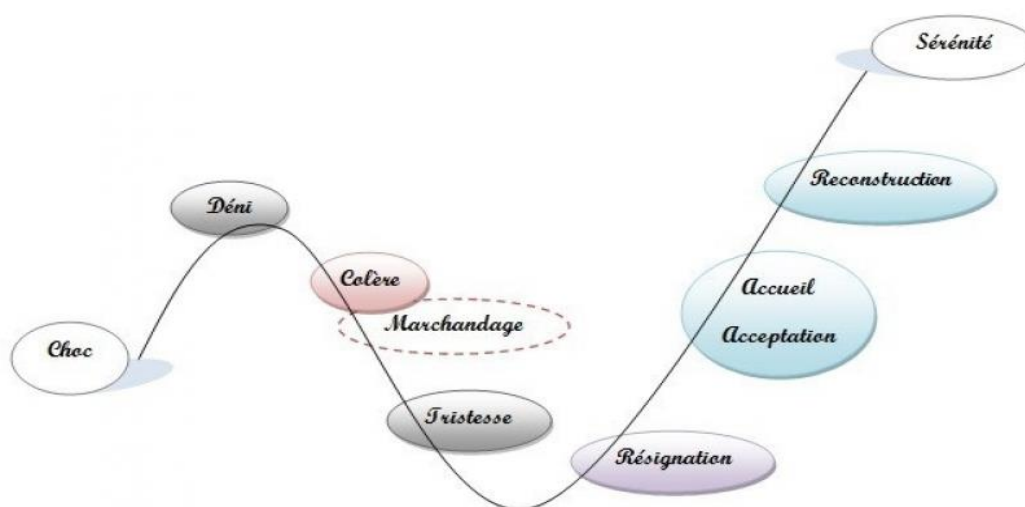 Choc
Déni
Colère
Marchandage
Tristesse
Résignation
Accueil
Acceptation
Reconstruction
Sérénité